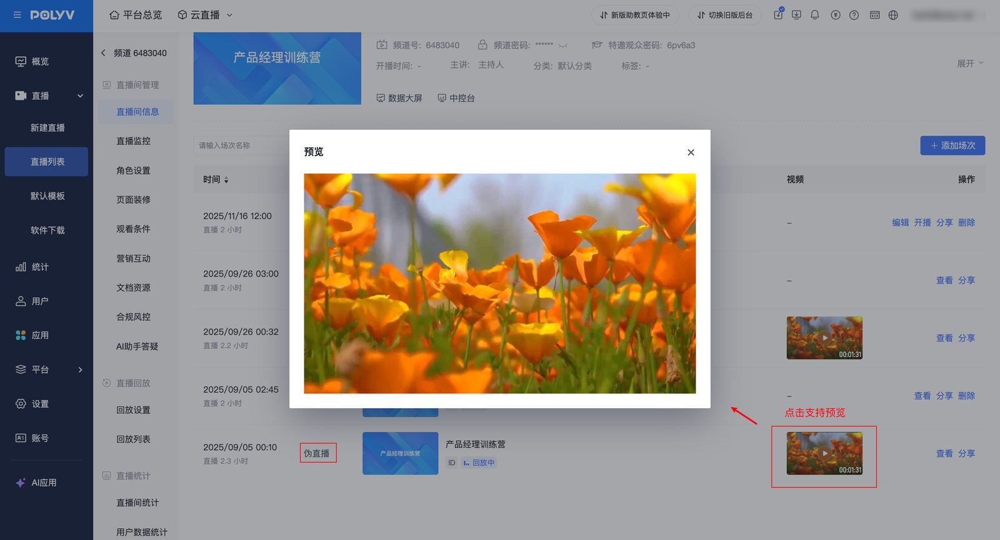 POLYV
平台总览
云直播
新版助教页体验中
切换旧版后台
概览
直播
新建直播
直播列表
默认模板
软件下载
统计
用户
应用
平台
设置
账号
AI应用
频道 6483040
直播间管理
直播间信息
直播监控
角色设置
页面装修
观看条件
营销互动
文档资源
合规风控
AI助手答疑
直播回放
回放设置
回放列表
直播统计
直播间统计
用户数据统计
产品经理训练营
频道号: 6483040 频道密码: ****** 特邀观众密码: 6pv6a3
开播时间: - 主讲: 主持人 分类: 默认分类 标签: -
展开
数据大屏 中控台
请输入场次名称
+ 添加场次
时间 视频 操作
2025/11/16 12:00
直播 2 小时
– 编辑 开播 分享 删除
2025/09/26 03:00
直播 2 小时
– 查看 分享
2025/09/26 00:32
直播 2.2 小时
00:01:31
查看 分享
2025/09/05 02:45
直播 2 小时
– 查看 分享 删除
2025/09/05 00:10
直播 2.3 小时
伪直播
产品经理训练营
产品经理训练营
ID 回放中
00:01:31
查看 分享
点击支持预览
预览